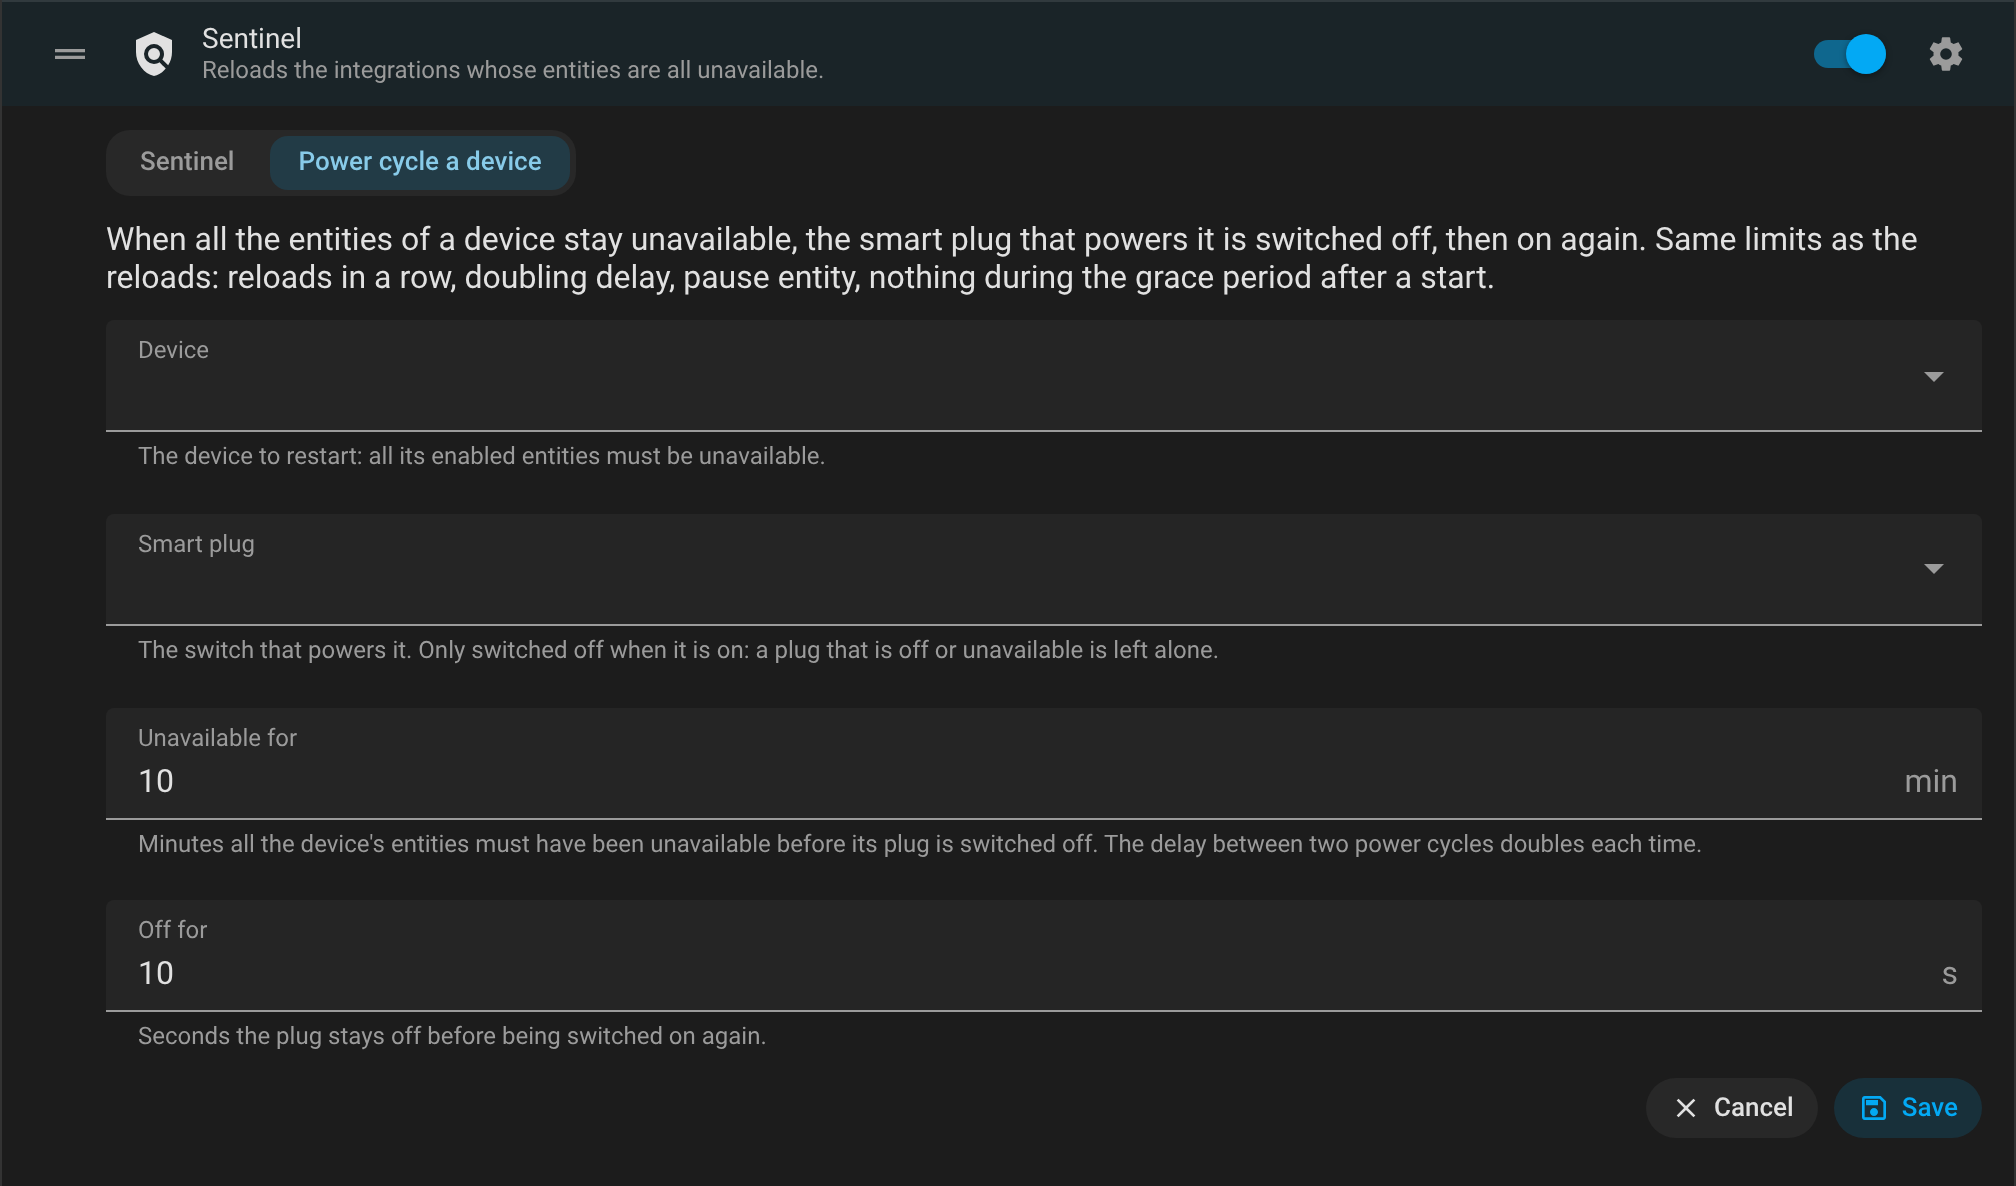 Sentinel
Reloads the integrations whose entities are all unavailable.
Sentinel
Power cycle a device
When all the entities of a device stay unavailable, the smart plug that powers it is switched off, then on again. Same limits as the
reloads: reloads in a row, doubling delay, pause entity, nothing during the grace period after a start.
Device
The device to restart: all its enabled entities must be unavailable.
Smart plug
The switch that powers it. Only switched off when it is on: a plug that is off or unavailable is left alone.
Unavailable for
10 min
Minutes all the device's entities must have been unavailable before its plug is switched off. The delay between two power cycles doubles each time.
Off for
10 s
Seconds the plug stays off before being switched on again.
Cancel
Save